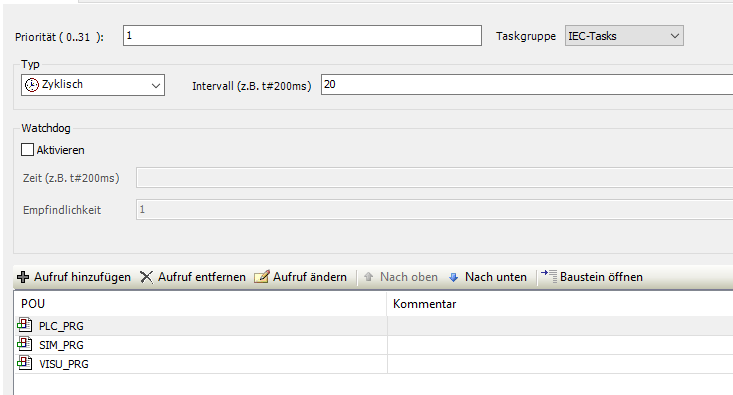 Priorität ( 0..31 ): 1 Taskgruppe IEC-Tasks
Typ
Zyklisch Intervall (z.B. t#200ms) 20
Watchdog
Aktivieren
Zeit (z.B. t#200ms)
Empfindlichkeit 1
Aufruf hinzufügen Aufruf entfernen Aufruf ändern Nach oben Nach unten Baustein öffnen
POU Kommentar
PLC_PRG
SIM_PRG
VISU_PRG